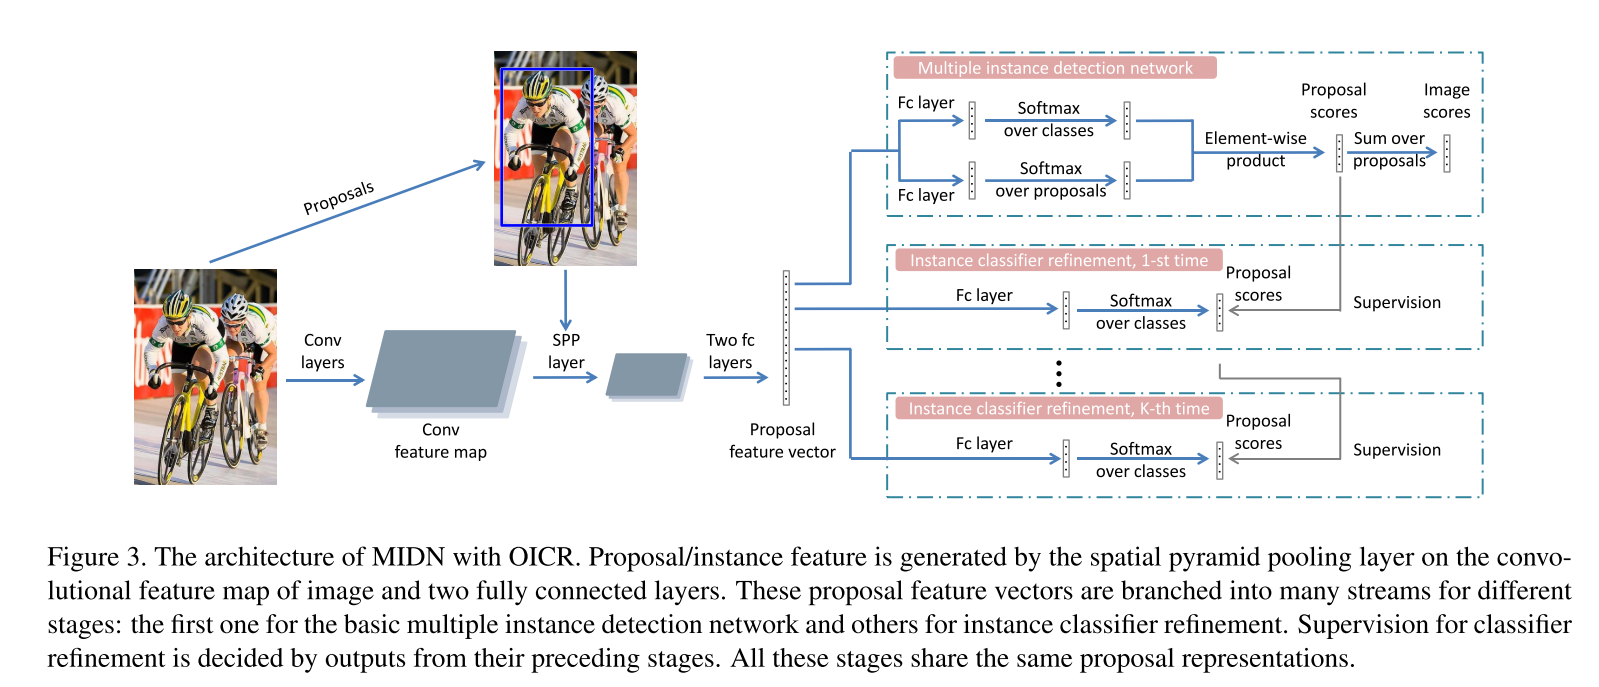 Proposals
Conv
layers
Conv
feature map
SPP
layer
Two fc
layers
Proposal
feature vector
Multiple instance detection network
Fc layer
Softmax
over classes
Fc layer
Softmax
over proposals
Element-wise
product
Proposal
scores
Sum over
proposals
Image
scores
Instance classifier refinement, 1-st time
Fc layer
Softmax
over classes
Proposal
scores
Supervision
Instance classifier refinement, K-th time
Fc layer
Softmax
over classes
Proposal
scores
Supervision
Figure 3. The architecture of MIDN with OICR. Proposal/instance feature is generated by the spatial pyramid pooling layer on the convo-
lutional feature map of image and two fully connected layers. These proposal feature vectors are branched into many streams for different
stages: the first one for the basic multiple instance detection network and others for instance classifier refinement. Supervision for classifier
refinement is decided by outputs from their preceding stages. All these stages share the same proposal representations.